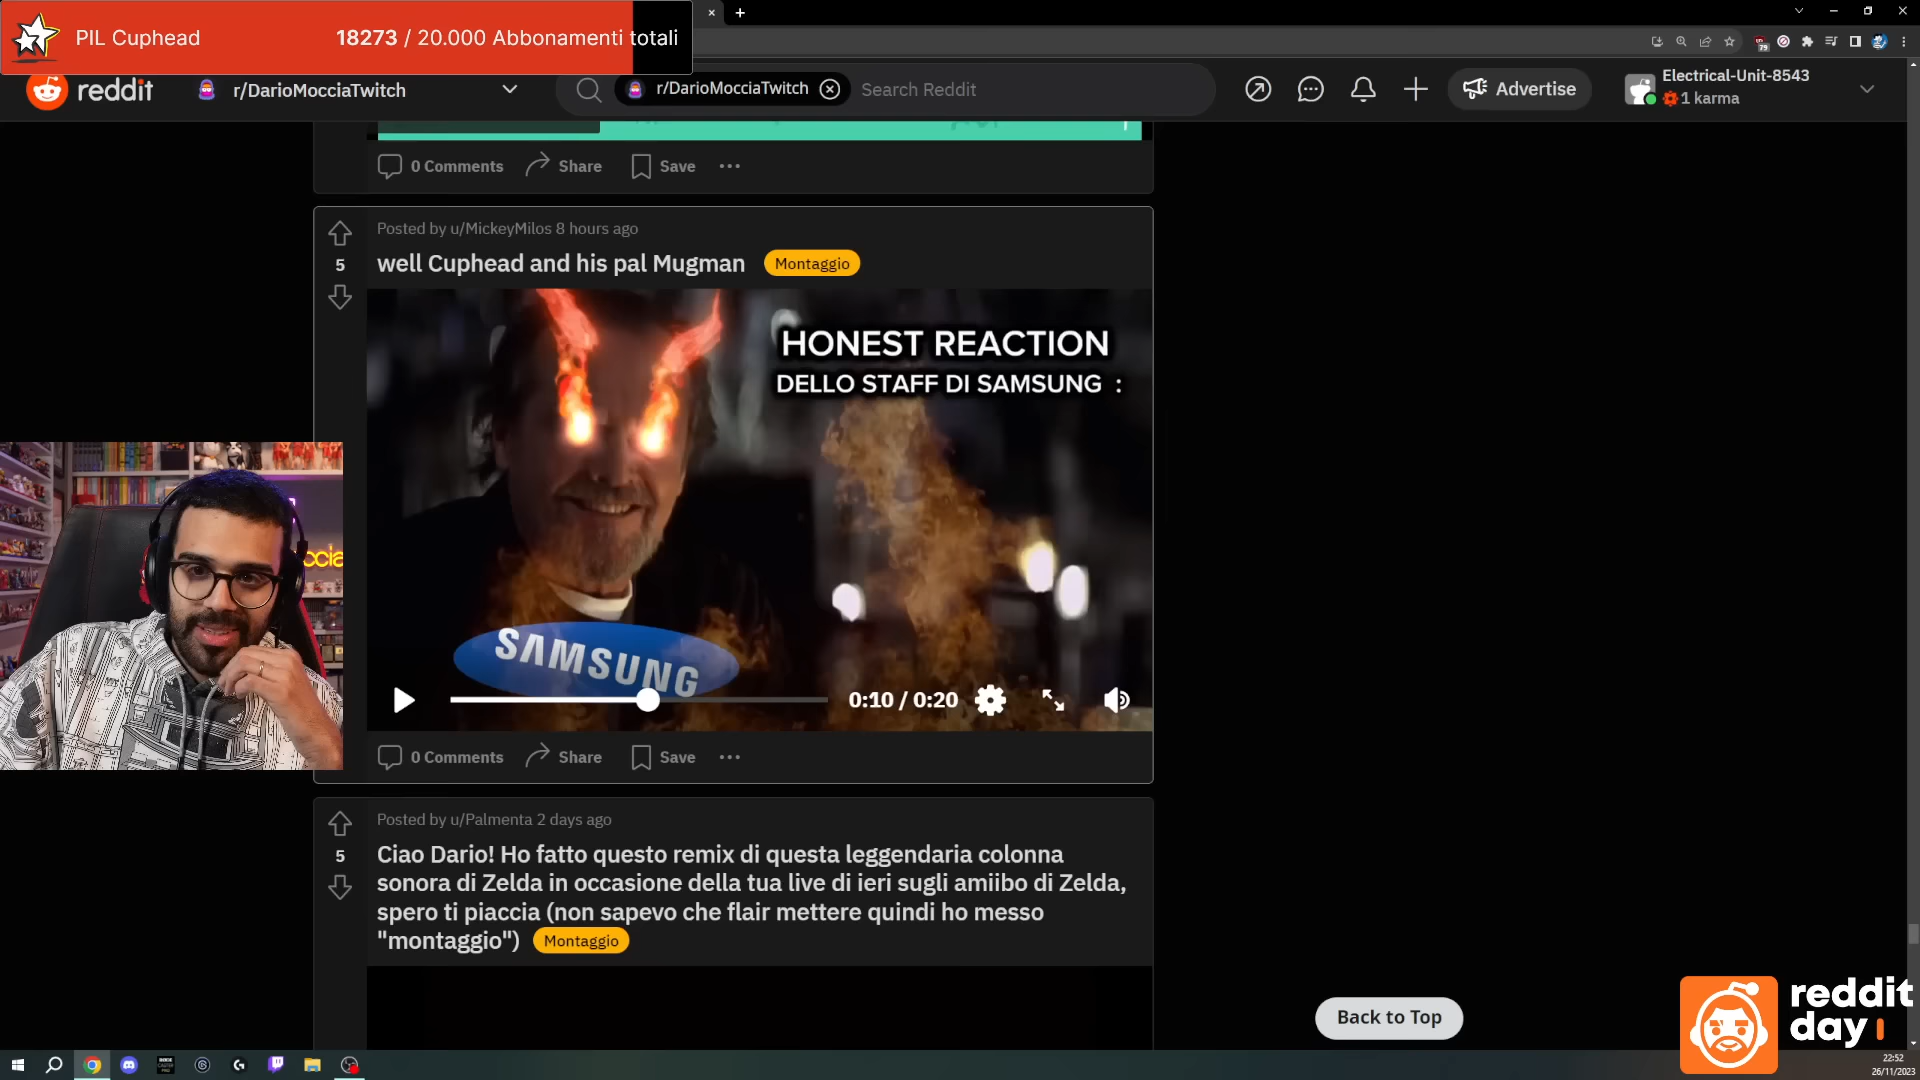 PIL Cuphead
18273 / 20.000 Abbonamenti totali
reddit
r/DarioMocciaTwitch
r/DarioMocciaTwitch
Search Reddit
Advertise
Electrical-Unit-8543
1 karma
79
0 Comments
Share
Save
Posted by u/MickeyMilos 8 hours ago
5
well Cuphead and his pal Mugman
Montaggio
HONEST REACTION
DELLO STAFF DI SAMSUNG :
SAMSUNG
0:10 / 0:20
0 Comments
Share
Save
Posted by u/Palmenta 2 days ago
5
Ciao Dario! Ho fatto questo remix di questa leggendaria colonna
sonora di Zelda in occasione della tua live di ieri sugli amiibo di Zelda,
spero ti piaccia (non sapevo che flair mettere quindi ho messo
"montaggio")
Montaggio
Back to Top
reddit
day
22:52
26/11/2023